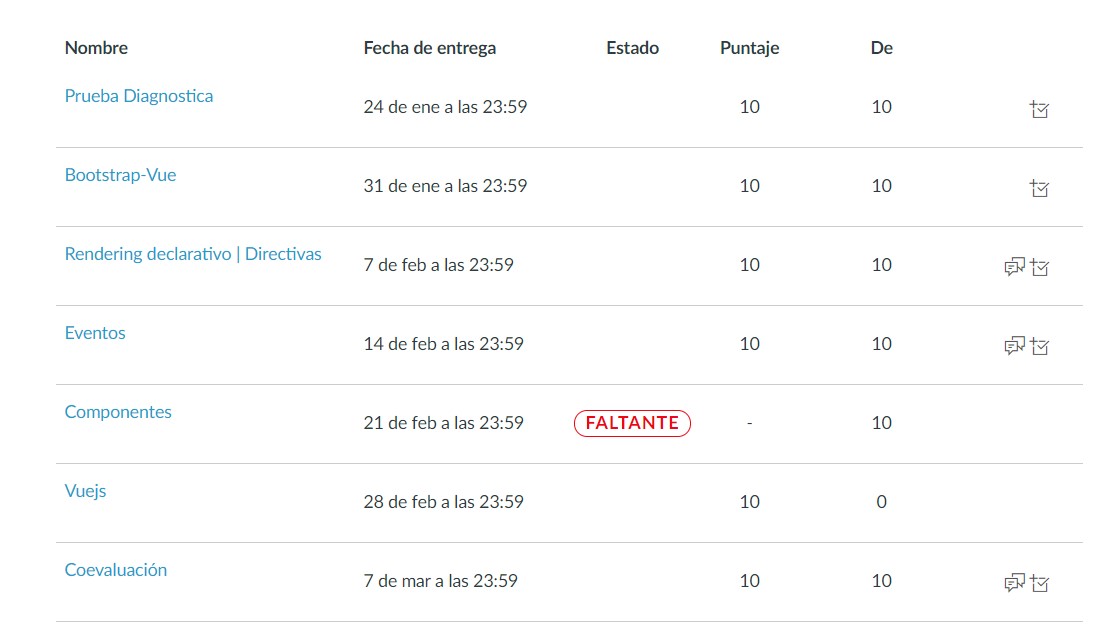 Nombre Fecha de entrega Estado Puntaje De
Prueba Diagnostica 24 de ene a las 23:59 10 10
Bootstrap-Vue 31 de ene a las 23:59 10 10
Rendering declarativo | Directivas 7 de feb a las 23:59 10 10
Eventos 14 de feb a las 23:59 10 10
Componentes 21 de feb a las 23:59 FALTANTE - 10
Vuejs 28 de feb a las 23:59 10 0
Coevaluación 7 de mar a las 23:59 10 10